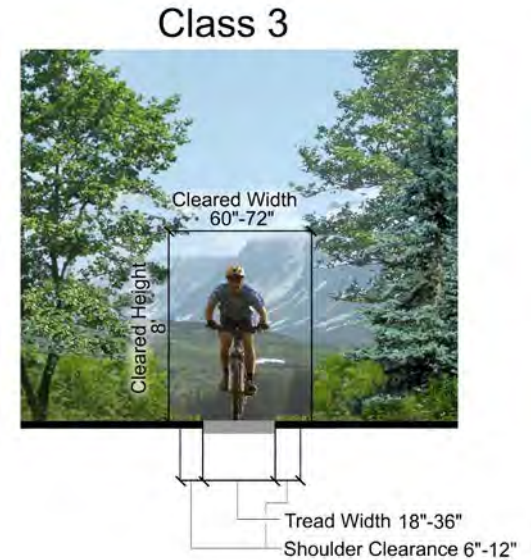 Class 3
Cleared Width
60"-72"
Cleared Height
8'
Tread Width 18"-36"
Shoulder Clearance 6"-12"